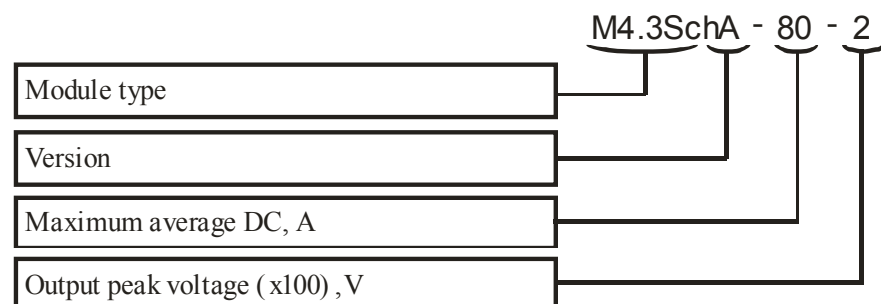 M4.3SchA - 80 - 2
Module type
Version
Maximum average DC, A
Output peak voltage (x100) ,V